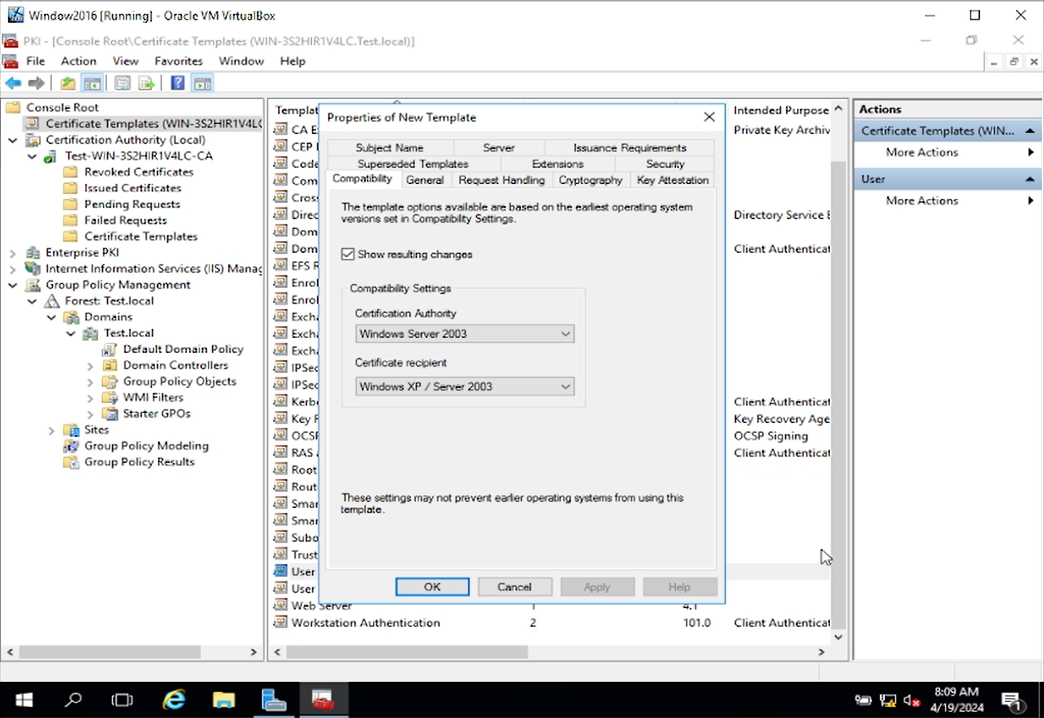 Window2016 [Running] - Oracle VM VirtualBox
PKI - [Console Root\Certificate Templates (WIN-3S2HIR1V4LC.Test.local)]
File Action View Favorites Window Help
Console Root
Certificate Templates (WIN-3S2HIR1V4LC
Certification Authority (Local)
Test-WIN-3S2HIR1V4LC-CA
Revoked Certificates
Issued Certificates
Pending Requests
Failed Requests
Certificate Templates
Enterprise PKI
Internet Information Services (IIS) Manag
Group Policy Management
Forest: Test.local
Domains
Test.local
Default Domain Policy
Domain Controllers
Group Policy Objects
WMI Filters
Starter GPOs
Sites
Group Policy Modeling
Group Policy Results
Templat
Intended Purpose
CA E
Private Key Archiv
CEP
Code
Com
Cross
Direc
Directory Service E
Dom
Dom
Client Authenticat
EFS R
Enrol
Enrol
Excha
Excha
Excha
IPSec
IPSec
Kerbe
Client Authenticat
Key R
Key Recovery Age
OCSP
OCSP Signing
RAS
Client Authenticat
Root
Rout
Smar
Smar
Subo
Trust
User
User
Web Server 1 4.1
Workstation Authentication 2 101.0 Client Authenticat
Properties of New Template
Subject Name Server Issuance Requirements
Superseded Templates Extensions Security
Compatibility General Request Handling Cryptography Key Attestation
The template options available are based on the earliest operating system
versions set in Compatibility Settings.
Show resulting changes
Compatibility Settings
Certification Authority
Windows Server 2003
Certificate recipient
Windows XP / Server 2003
These settings may not prevent earlier operating systems from using this
template.
OK Cancel Apply Help
Actions
Certificate Templates (WIN...
More Actions
User
More Actions
8:09 AM
4/19/2024
1